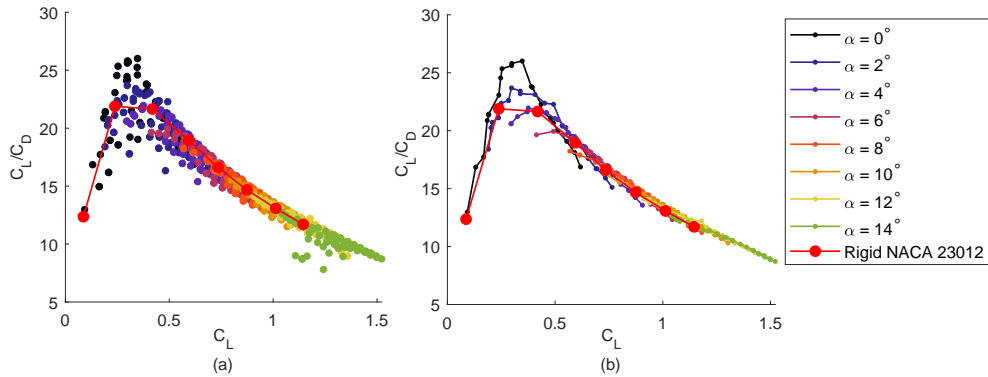 30
25
20
15
10
5
C_L/C_D
0
0.5
1
1.5
C_L
(a)
30
25
20
15
10
5
C_L/C_D
0
0.5
1
1.5
C_L
(b)
α = 0°
α = 2°
α = 4°
α = 6°
α = 8°
α = 10°
α = 12°
α = 14°
Rigid NACA 23012